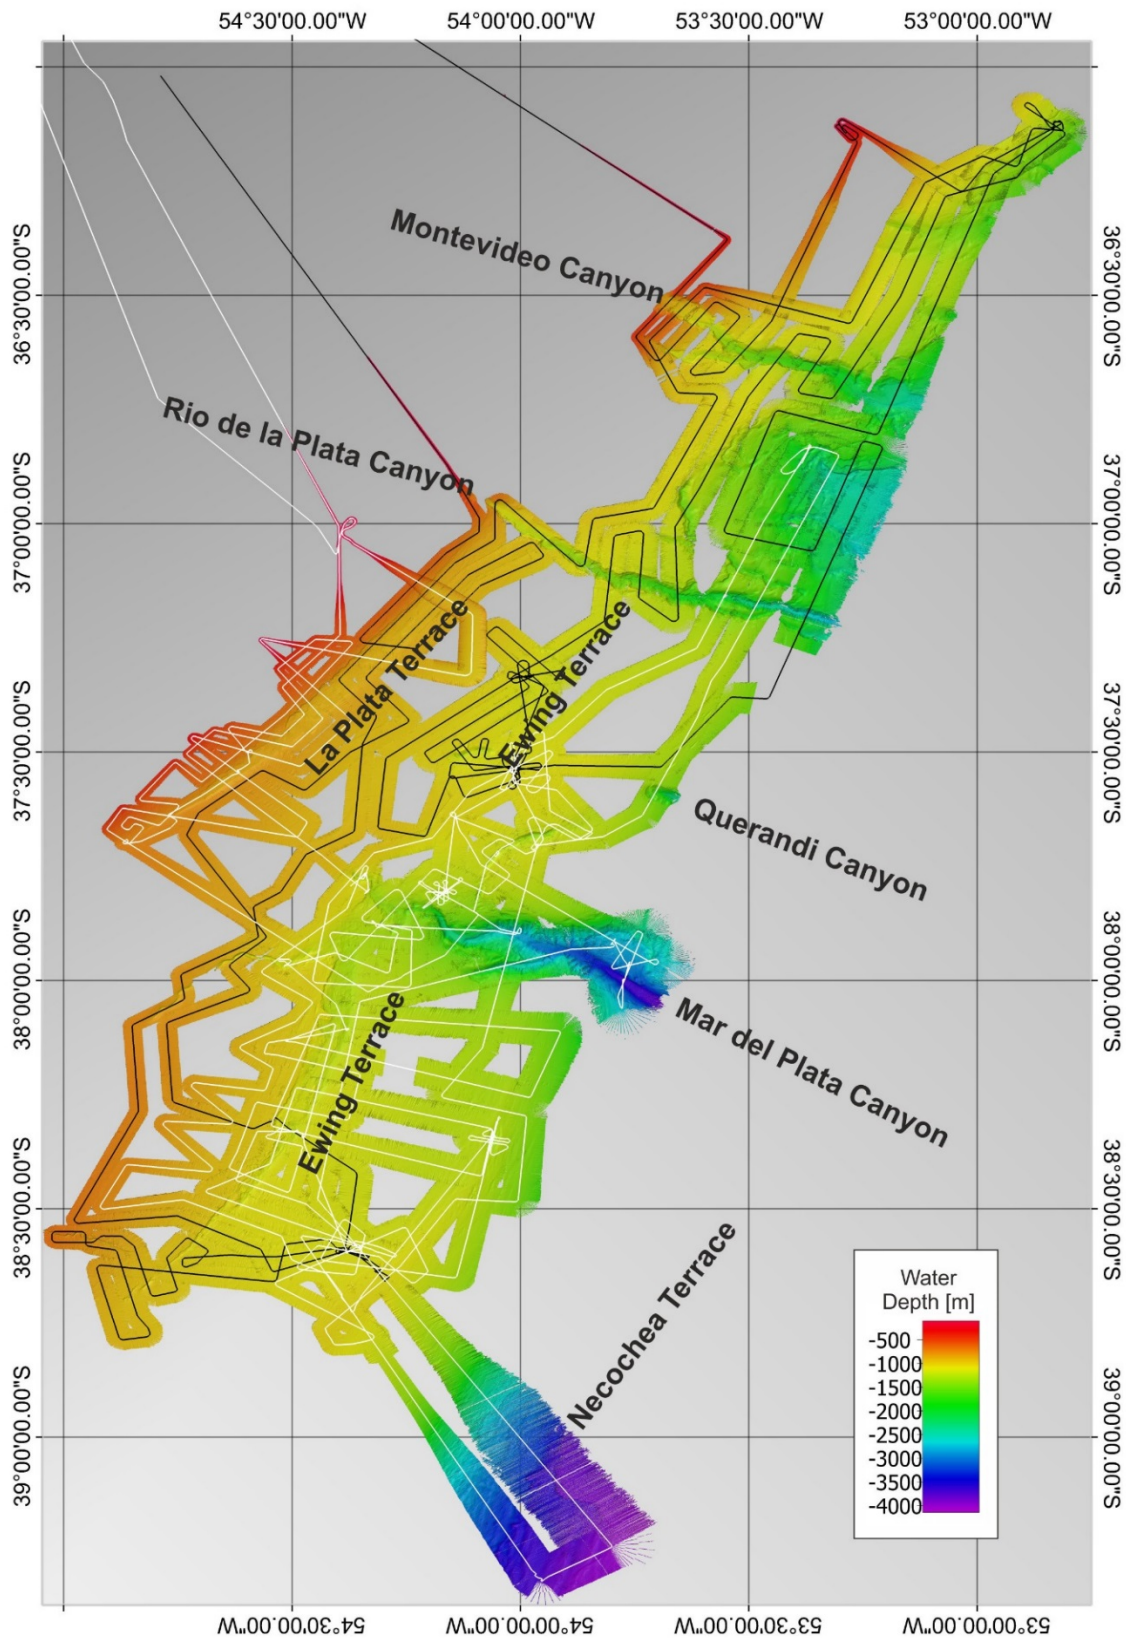 54°30'00.00"W
54°00'00.00"W
53°30'00.00"W
53°00'00.00"W
36°30'00.00"S
36°30'00.00"S
Montevideo Canyon
Rio de la Plata Canyon
37°00'00.00"S
37°00'00.00"S
La Plata Terrace
Ewing Terrace
37°30'00.00"S
37°30'00.00"S
Querandi Canyon
38°00'00.00"S
38°00'00.00"S
Mar del Plata Canyon
Ewing Terrace
38°30'00.00"S
38°30'00.00"S
Necochea Terrace
Water
Depth [m]
-500
-1000
-1500
-2000
-2500
-3000
-3500
-4000
39°00'00.00"S
39°00'00.00"S
54°30'00.00"W
54°00'00.00"W
53°30'00.00"W
53°00'00.00"W